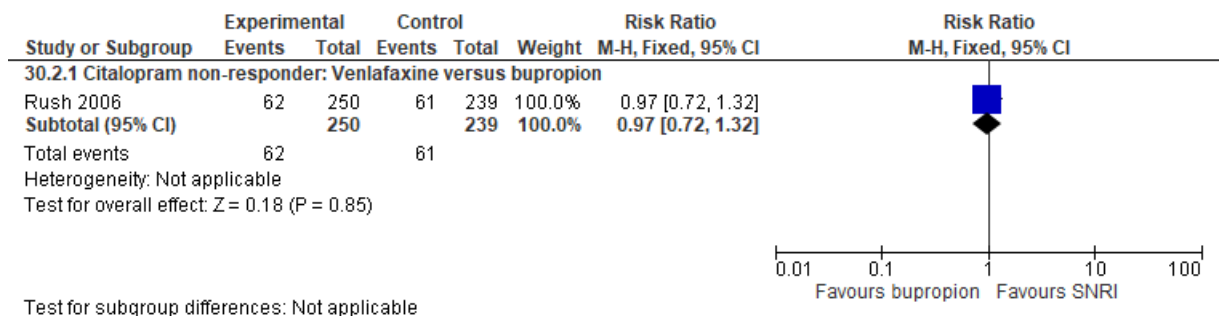 Experimental Control Risk Ratio Risk Ratio
Study or Subgroup Events Total Events Total Weight M-H, Fixed, 95% CI M-H, Fixed, 95% CI
30.2.1 Citalopram non-responder: Venlafaxine versus bupropion
Rush 2006 62 250 61 239 100.0% 0.97 [0.72, 1.32]
Subtotal (95% CI) 250 239 100.0% 0.97 [0.72, 1.32]
Total events 62 61
Heterogeneity: Not applicable
Test for overall effect: Z = 0.18 (P = 0.85)
0.01 0.1 1 10 100
Favours bupropion Favours SNRI
Test for subgroup differences: Not applicable